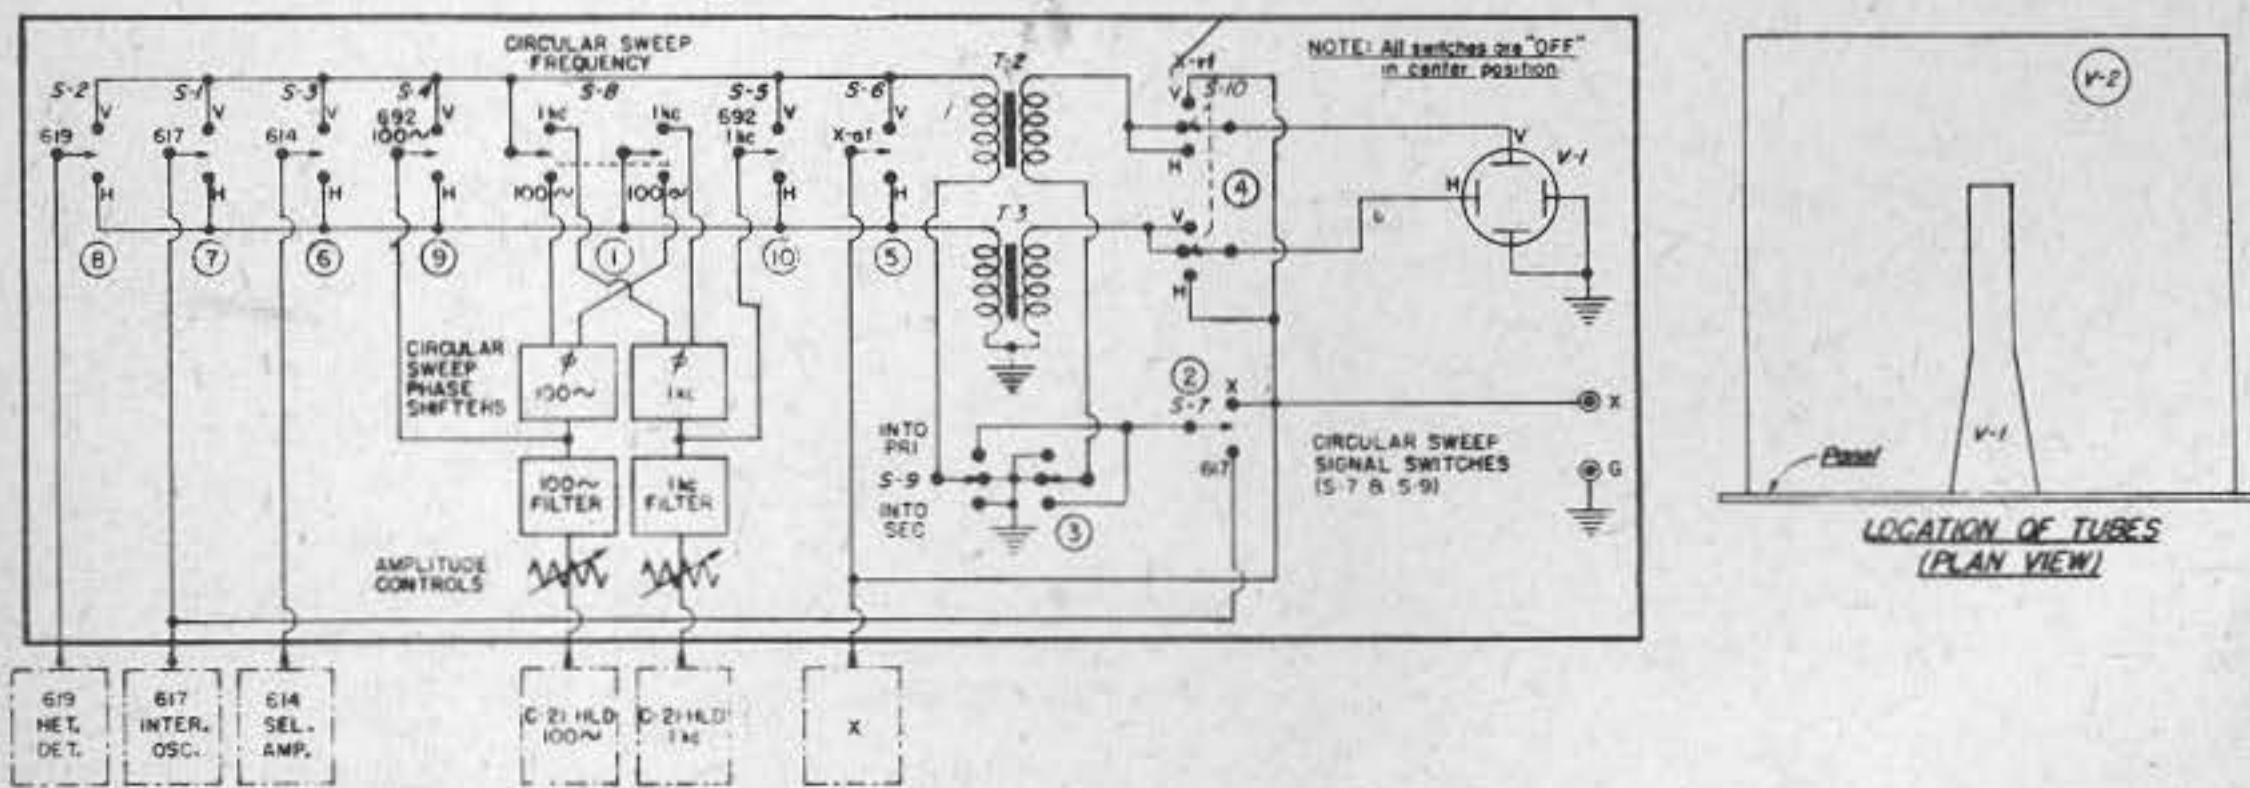 CIRCULAR SWEEP
FREQUENCY
NOTE: All switches are "OFF"
in center position
S-2
S-1
S-3
S-4
S-8
S-5
S-6
T-2
X-rf
S-10
V
V
V
692
100~
V
1kc
1kc
692
1kc
V
X-af
V
V
619
617
614
H
H
H
H
100~
100~
H
H
H
V
V-1
H
4
8
7
6
9
1
10
5
T-3
V
H
CIRCULAR
SWEEP
PHASE
SHIFTERS
φ
100~
φ
1kc
2
X
S-7
X
INTO
PRI
617
CIRCULAR SWEEP
SIGNAL SWITCHES
(S-7 & S-9)
S-9
INTO
SEC
3
G
100~
FILTER
1kc
FILTER
AMPLITUDE
CONTROLS
619
HET.
DET.
617
INTER.
OSC.
614
SEL.
AMP.
C-21-HLD
100~
C-21-HLD
1kc
X
V-2
V-1
Panel
LOCATION OF TUBES
(PLAN VIEW)